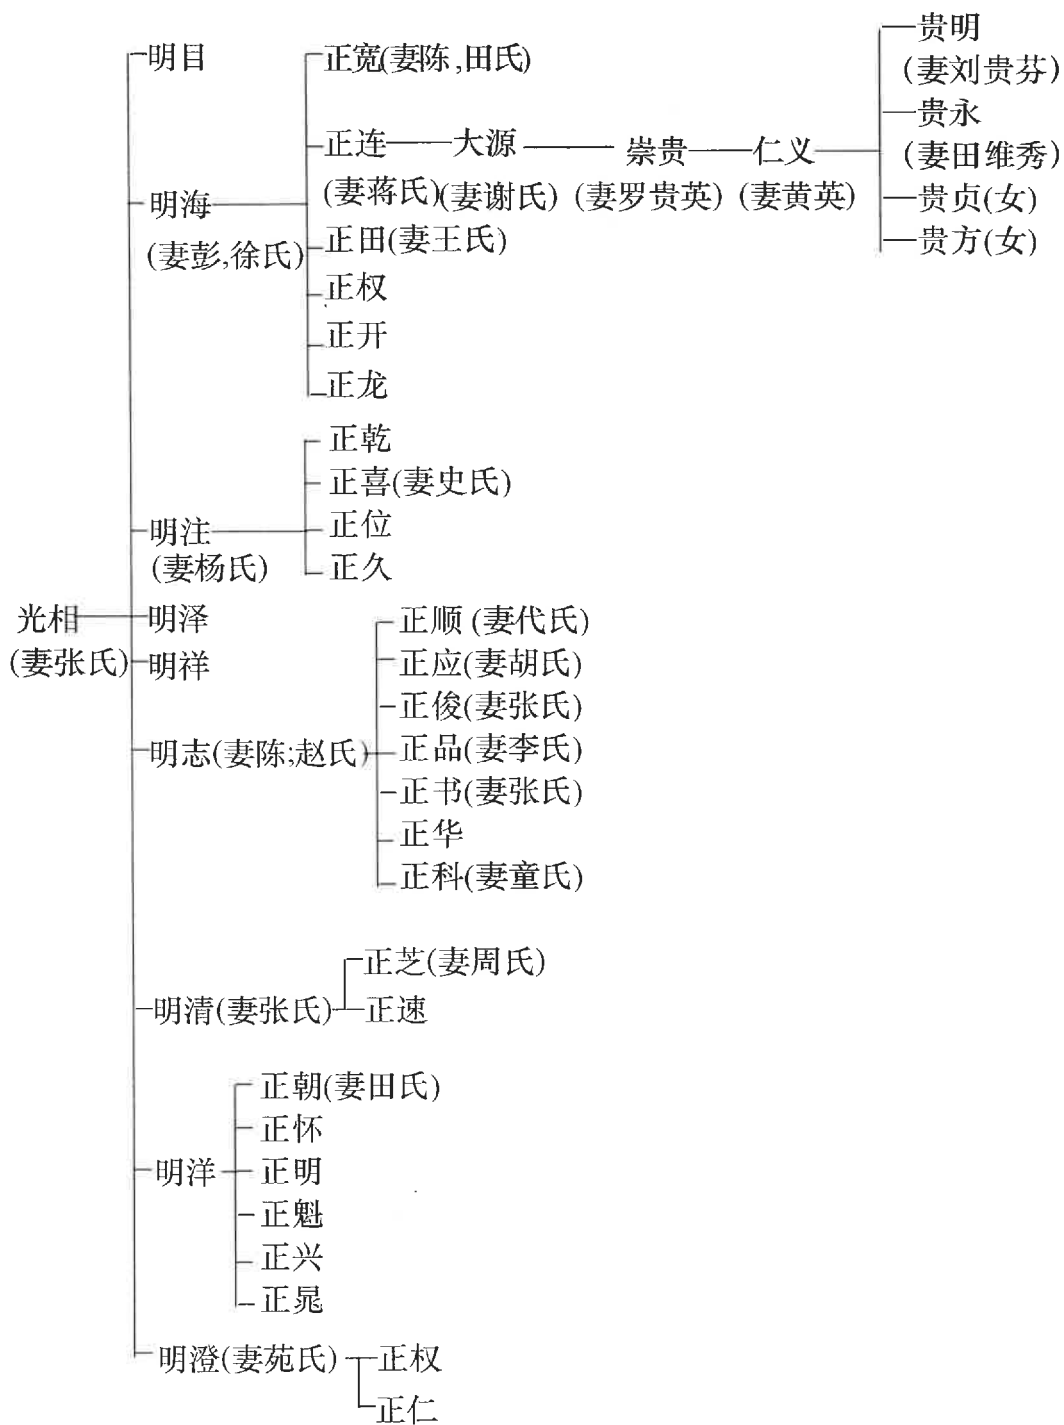 贵明
明目 正宽(妻陈,田氏)
(妻刘贵芬)
贵永
正连 大源 崇贵 仁义
(妻田维秀)
明海 (妻蒋氏) (妻谢氏) (妻罗贵英) (妻黄英) 贵贞(女)
(妻彭,徐氏) 正田(妻王氏) 贵方(女)
正权
正开
正龙
正乾
正喜(妻史氏)
明注 正位
(妻杨氏) 正久
光相 明泽 正顺(妻代氏)
(妻张氏) 明祥 正应(妻胡氏)
正俊(妻张氏)
明志(妻陈;赵氏) 正品(妻李氏)
正书(妻张氏)
正华
正科(妻童氏)
正芝(妻周氏)
明清(妻张氏) 正速
正朝(妻田氏)
正怀
明洋 正明
正魁
正兴
正晁
明澄(妻苑氏) 正权
正仁